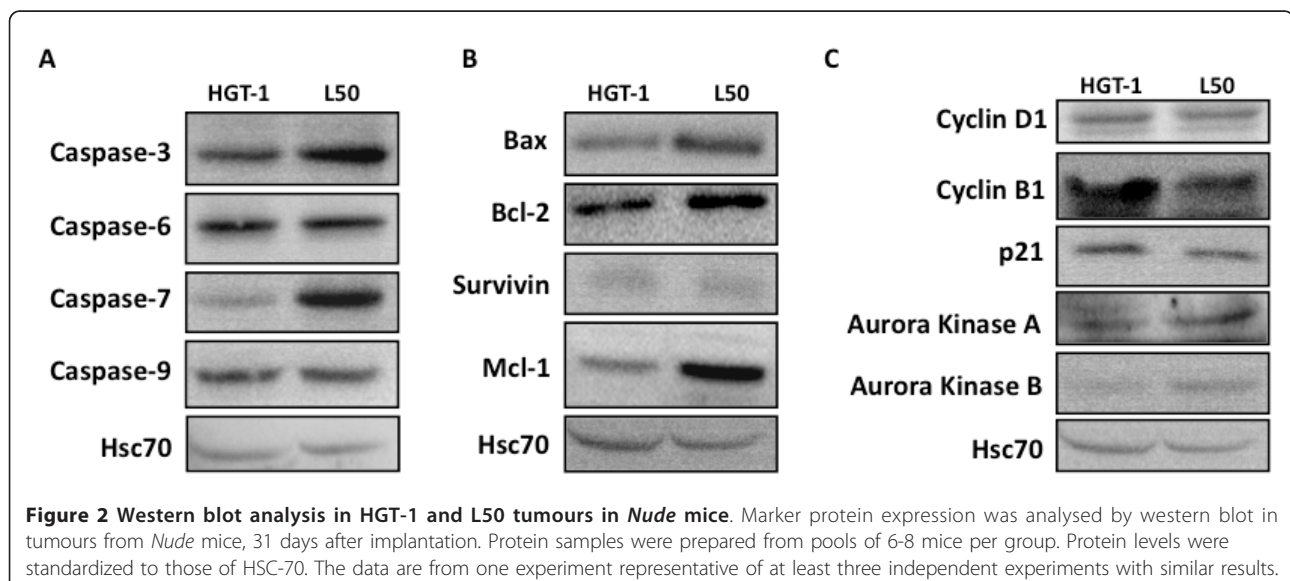 A
HGT-1 L50
Caspase-3
Caspase-6
Caspase-7
Caspase-9
Hsc70
B
HGT-1 L50
Bax
Bcl-2
Survivin
Mcl-1
Hsc70
C
HGT-1 L50
Cyclin D1
Cyclin B1
p21
Aurora Kinase A
Aurora Kinase B
Hsc70
Figure 2 Western blot analysis in HGT-1 and L50 tumours in Nude mice. Marker protein expression was analysed by western blot in
tumours from Nude mice, 31 days after implantation. Protein samples were prepared from pools of 6-8 mice per group. Protein levels were
standardized to those of HSC-70. The data are from one experiment representative of at least three independent experiments with similar results.